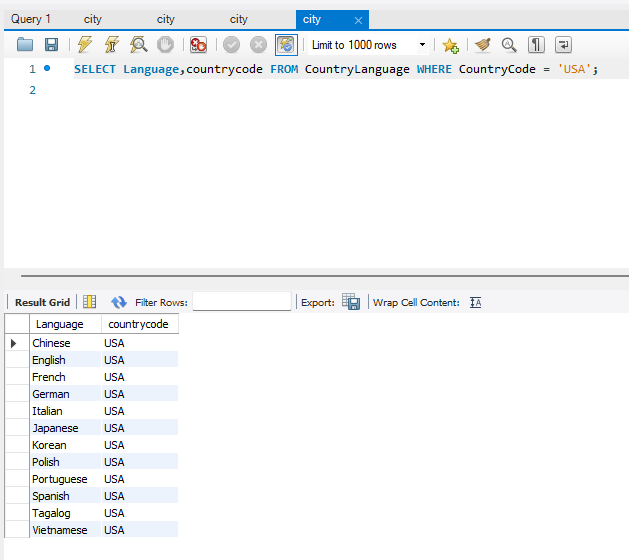 Query 1 city city city city
Limit to 1000 rows
1 SELECT Language,countrycode FROM CountryLanguage WHERE CountryCode = 'USA';
2
Result Grid Filter Rows: Export: Wrap Cell Content:
Language countrycode
Chinese USA
English USA
French USA
German USA
Italian USA
Japanese USA
Korean USA
Polish USA
Portuguese USA
Spanish USA
Tagalog USA
Vietnamese USA